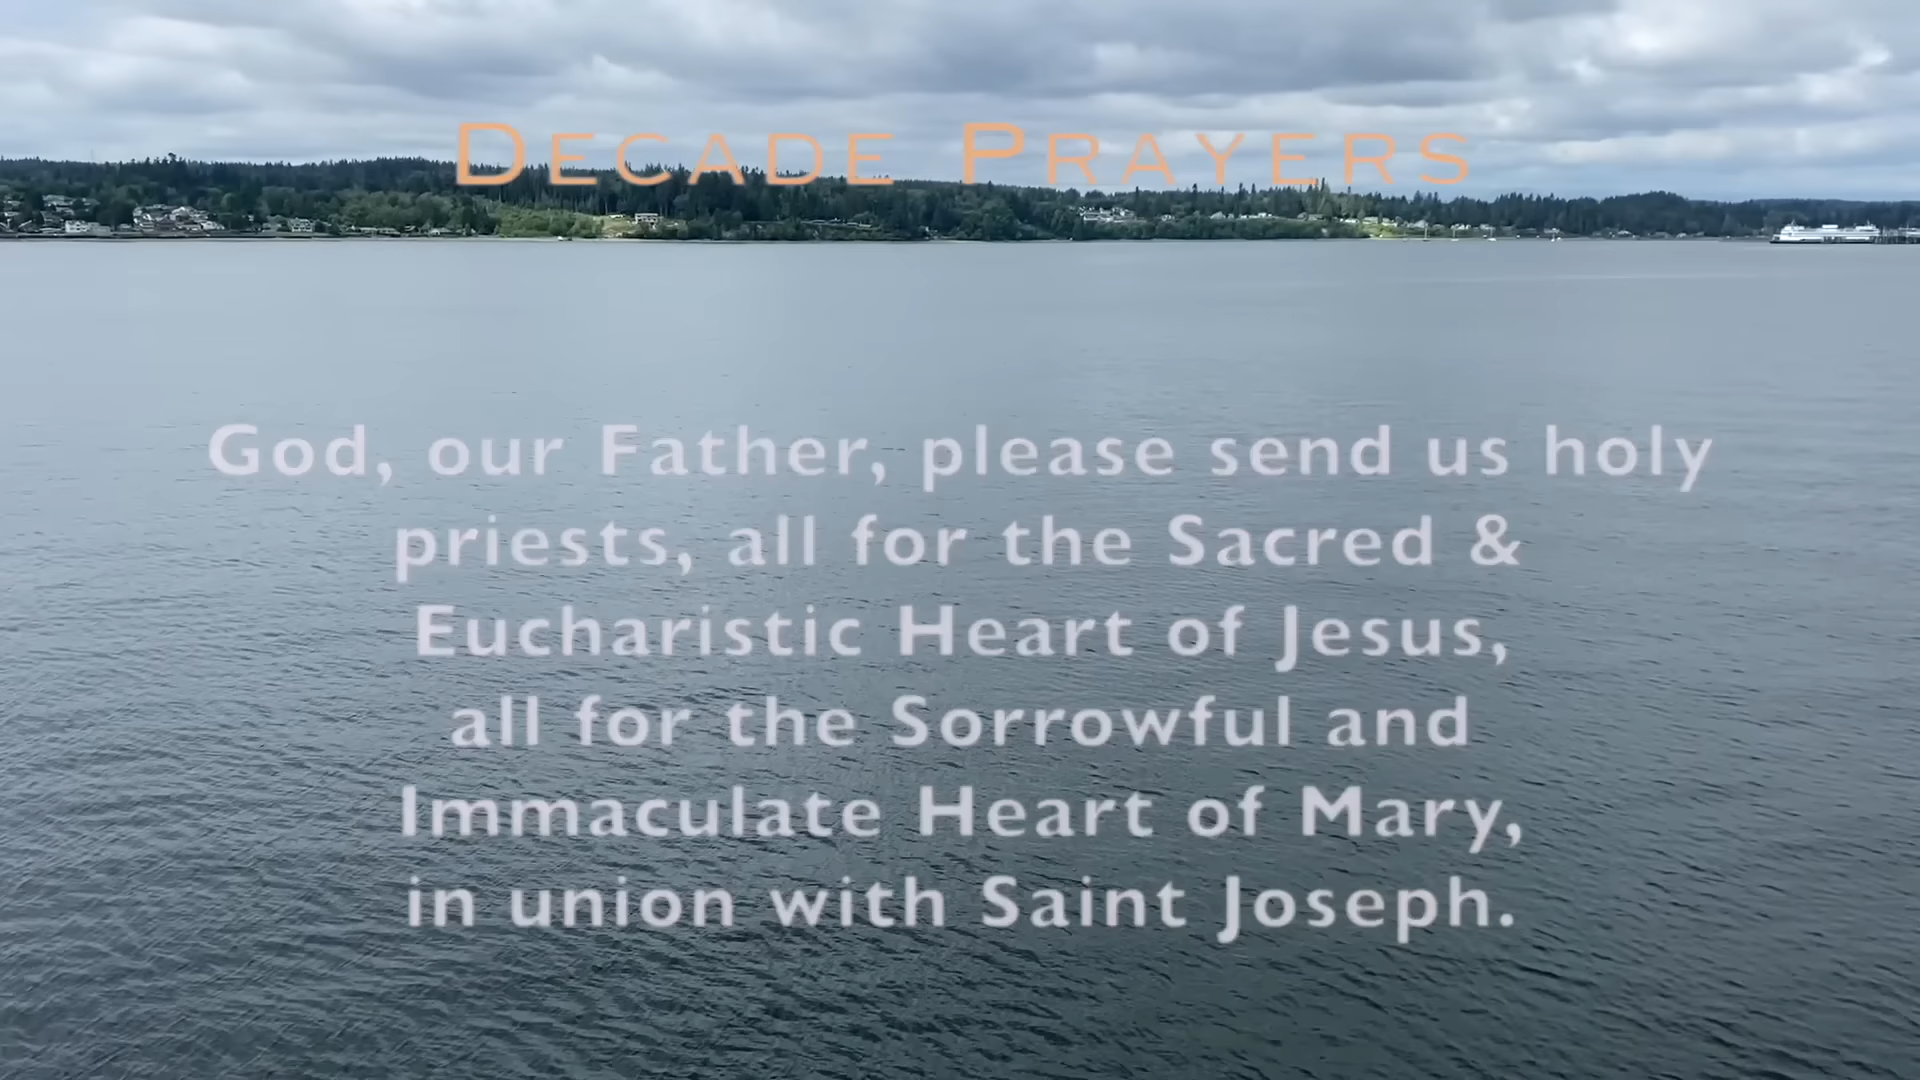 DECADE PRAYERS
God, our Father, please send us holy
priests, all for the Sacred &
Eucharistic Heart of Jesus,
all for the Sorrowful and
Immaculate Heart of Mary,
in union with Saint Joseph.